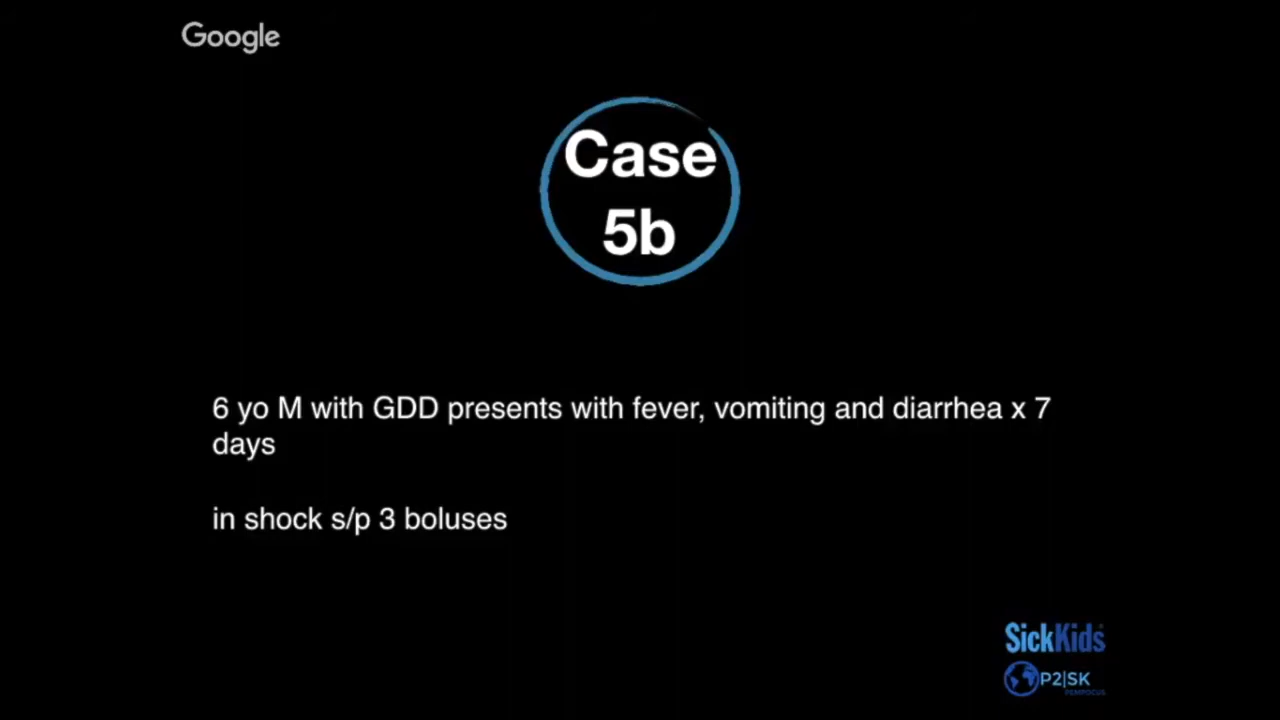 Google
Case
5b
6 yo M with GDD presents with fever, vomiting and diarrhea x 7
days
in shock s/p 3 boluses
SickKids
P2|SK
PEMPOCUS